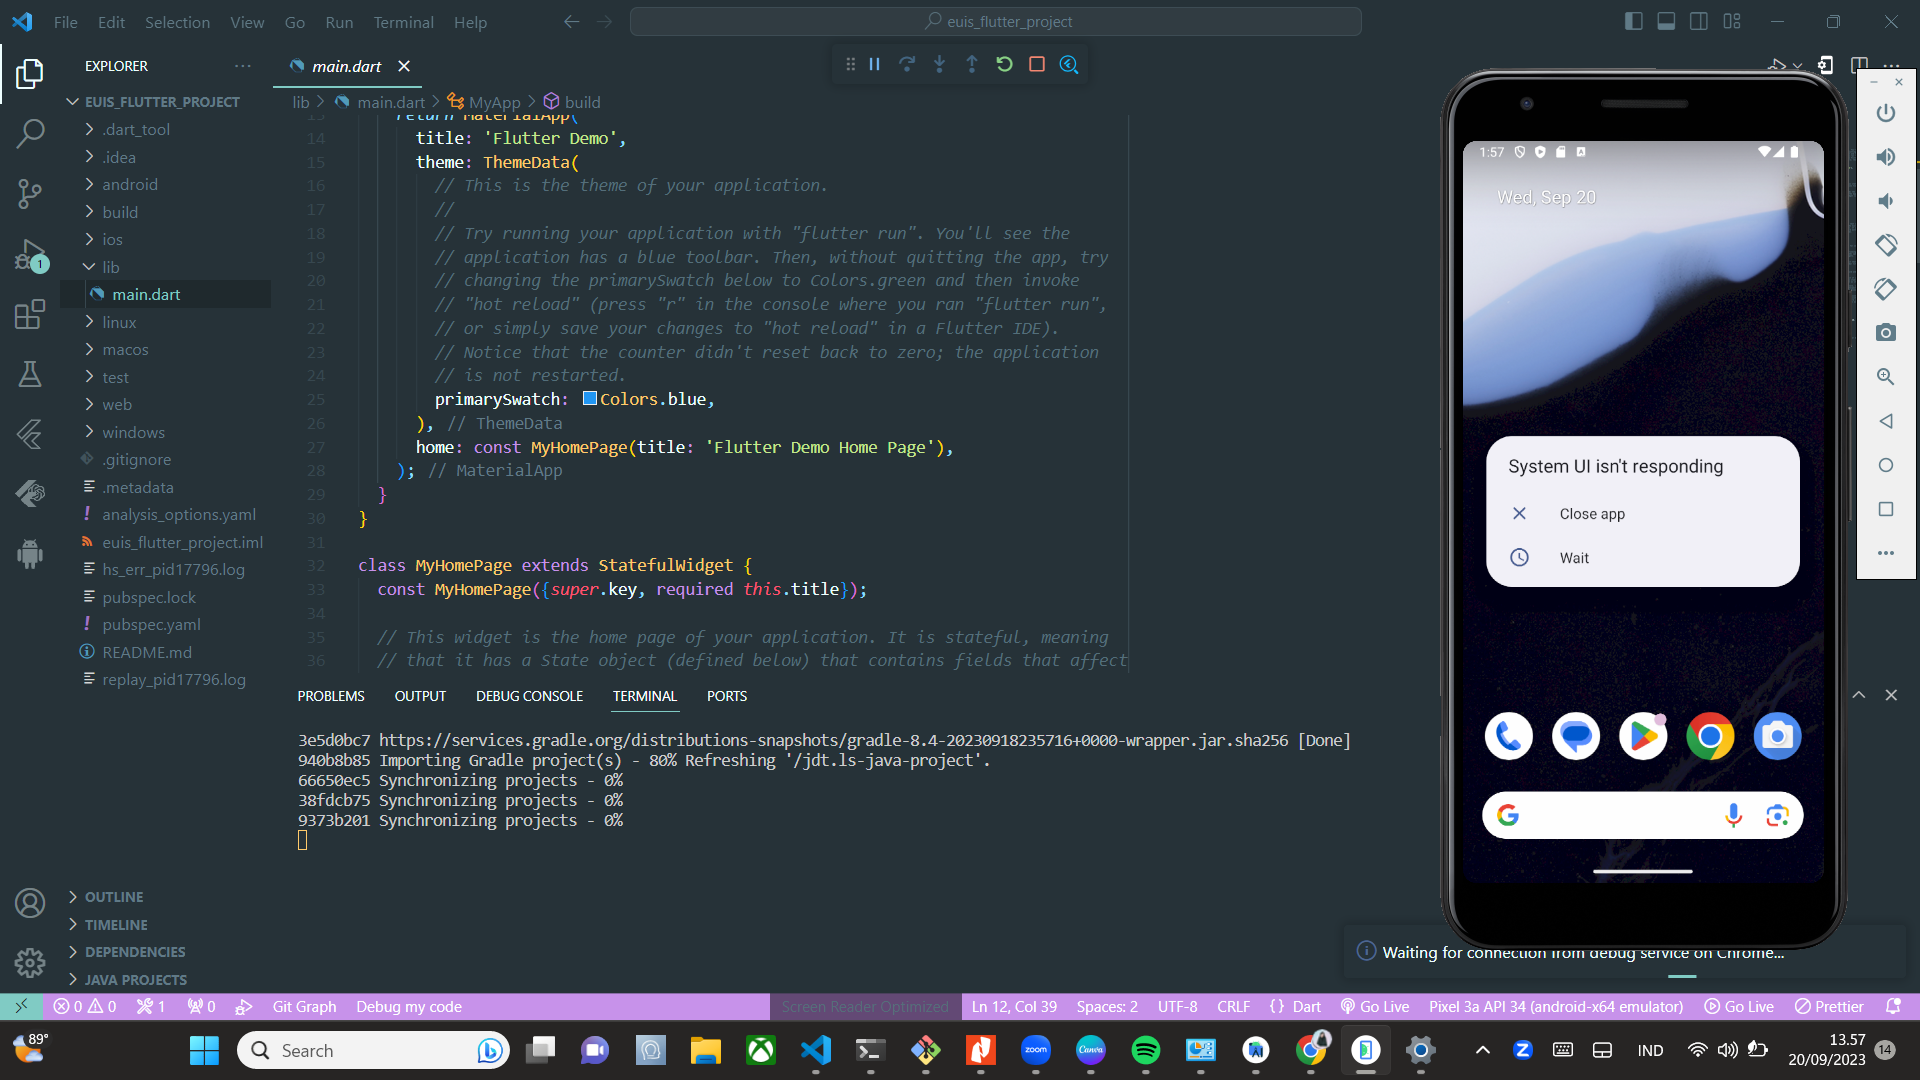 File Edit Selection View Go Run Terminal Help
euis_flutter_project
EXPLORER
main.dart
EUIS_FLUTTER_PROJECT
.dart_tool
.idea
android
build
ios
lib
main.dart
linux
macos
test
web
windows
.gitignore
.metadata
analysis_options.yaml
euis_flutter_project.iml
hs_err_pid17796.log
pubspec.lock
pubspec.yaml
README.md
replay_pid17796.log
OUTLINE
TIMELINE
DEPENDENCIES
JAVA PROJECTS
1
lib > main.dart > MyApp > build
13 return MaterialApp(
14 title: 'Flutter Demo',
15 theme: ThemeData(
16 // This is the theme of your application.
17 //
18 // Try running your application with "flutter run". You'll see the
19 // application has a blue toolbar. Then, without quitting the app, try
20 // changing the primarySwatch below to Colors.green and then invoke
21 // "hot reload" (press "r" in the console where you ran "flutter run",
22 // or simply save your changes to "hot reload" in a Flutter IDE).
23 // Notice that the counter didn't reset back to zero; the application
24 // is not restarted.
25 primarySwatch: Colors.blue,
26 ), // ThemeData
27 home: const MyHomePage(title: 'Flutter Demo Home Page'),
28 ); // MaterialApp
29 }
30 }
31
32 class MyHomePage extends StatefulWidget {
33 const MyHomePage({super.key, required this.title});
34
35 // This widget is the home page of your application. It is stateful, meaning
36 // that it has a State object (defined below) that contains fields that affect
PROBLEMS OUTPUT DEBUG CONSOLE TERMINAL PORTS
3e5d0bc7 https://services.gradle.org/distributions-snapshots/gradle-8.4-20230918235716+0000-wrapper.jar.sha256 [Done]
940b8b85 Importing Gradle project(s) - 80% Refreshing '/jdt.ls-java-project'.
66650ec5 Synchronizing projects - 0%
38fdcb75 Synchronizing projects - 0%
9373b201 Synchronizing projects - 0%
1:57
Wed, Sep 20
System UI isn't responding
Close app
Wait
Waiting for connection from debug service on Chrome...
0 0 1 0 Git Graph Debug my code Screen Reader Optimized Ln 12, Col 39 Spaces: 2 UTF-8 CRLF {} Dart Go Live Pixel 3a API 34 (android-x64 emulator) Go Live Prettier
89° Search zoom Canva IND 13.57
20/09/2023 14